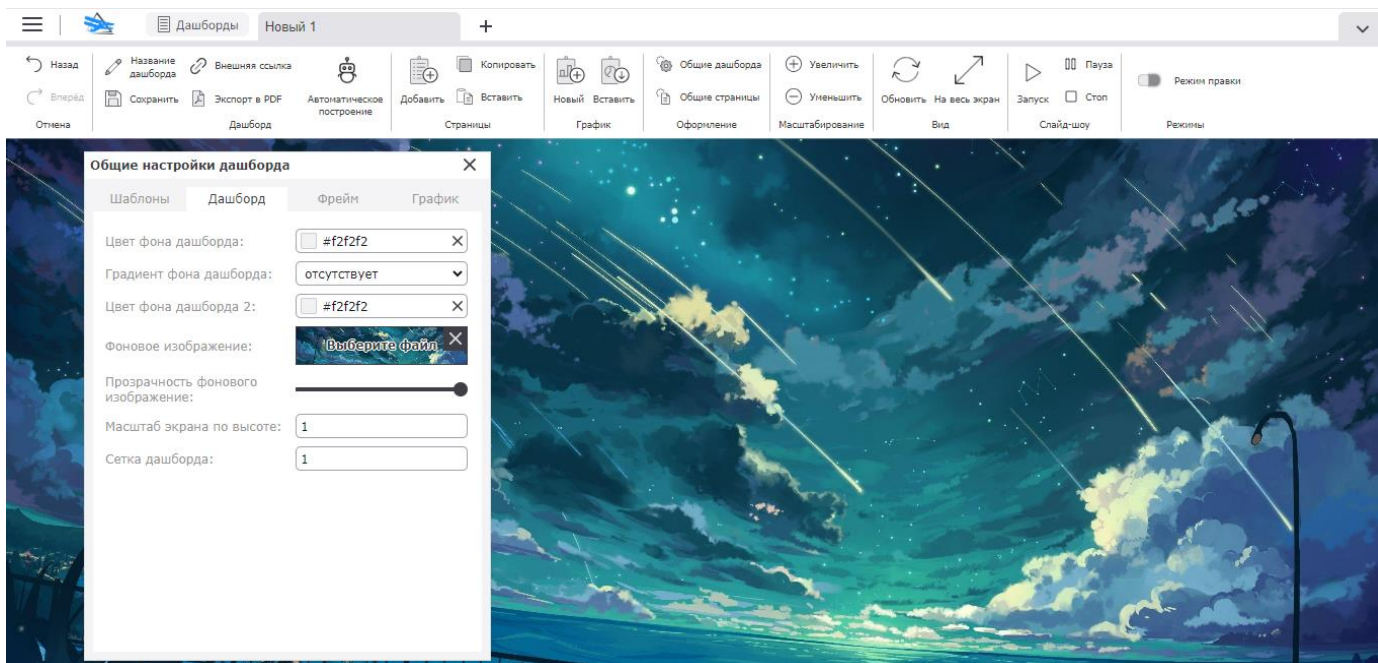 Дашборды
Новый 1
+
Назад
Вперёд
Отмена
Название
дашборда
Сохранить
Внешняя ссылка
Экспорт в PDF
Автоматическое
построение
Дашборд
Добавить
Копировать
Вставить
Страницы
Новый
Вставить
График
Общие дашборда
Общие страницы
Оформление
Увеличить
Уменьшить
Масштабирование
Обновить
На весь экран
Вид
Запуск
Пауза
Стоп
Слайд-шоу
Режим правки
Режимы
Общие настройки дашборда
Шаблоны Дашборд Фрейм График
Цвет фона дашборда: #f2f2f2
Градиент фона дашборда: отсутствует
Цвет фона дашборда 2: #f2f2f2
Фоновое изображение: Выберите файл
Прозрачность фонового
изображение:
Масштаб экрана по высоте: 1
Сетка дашборда: 1